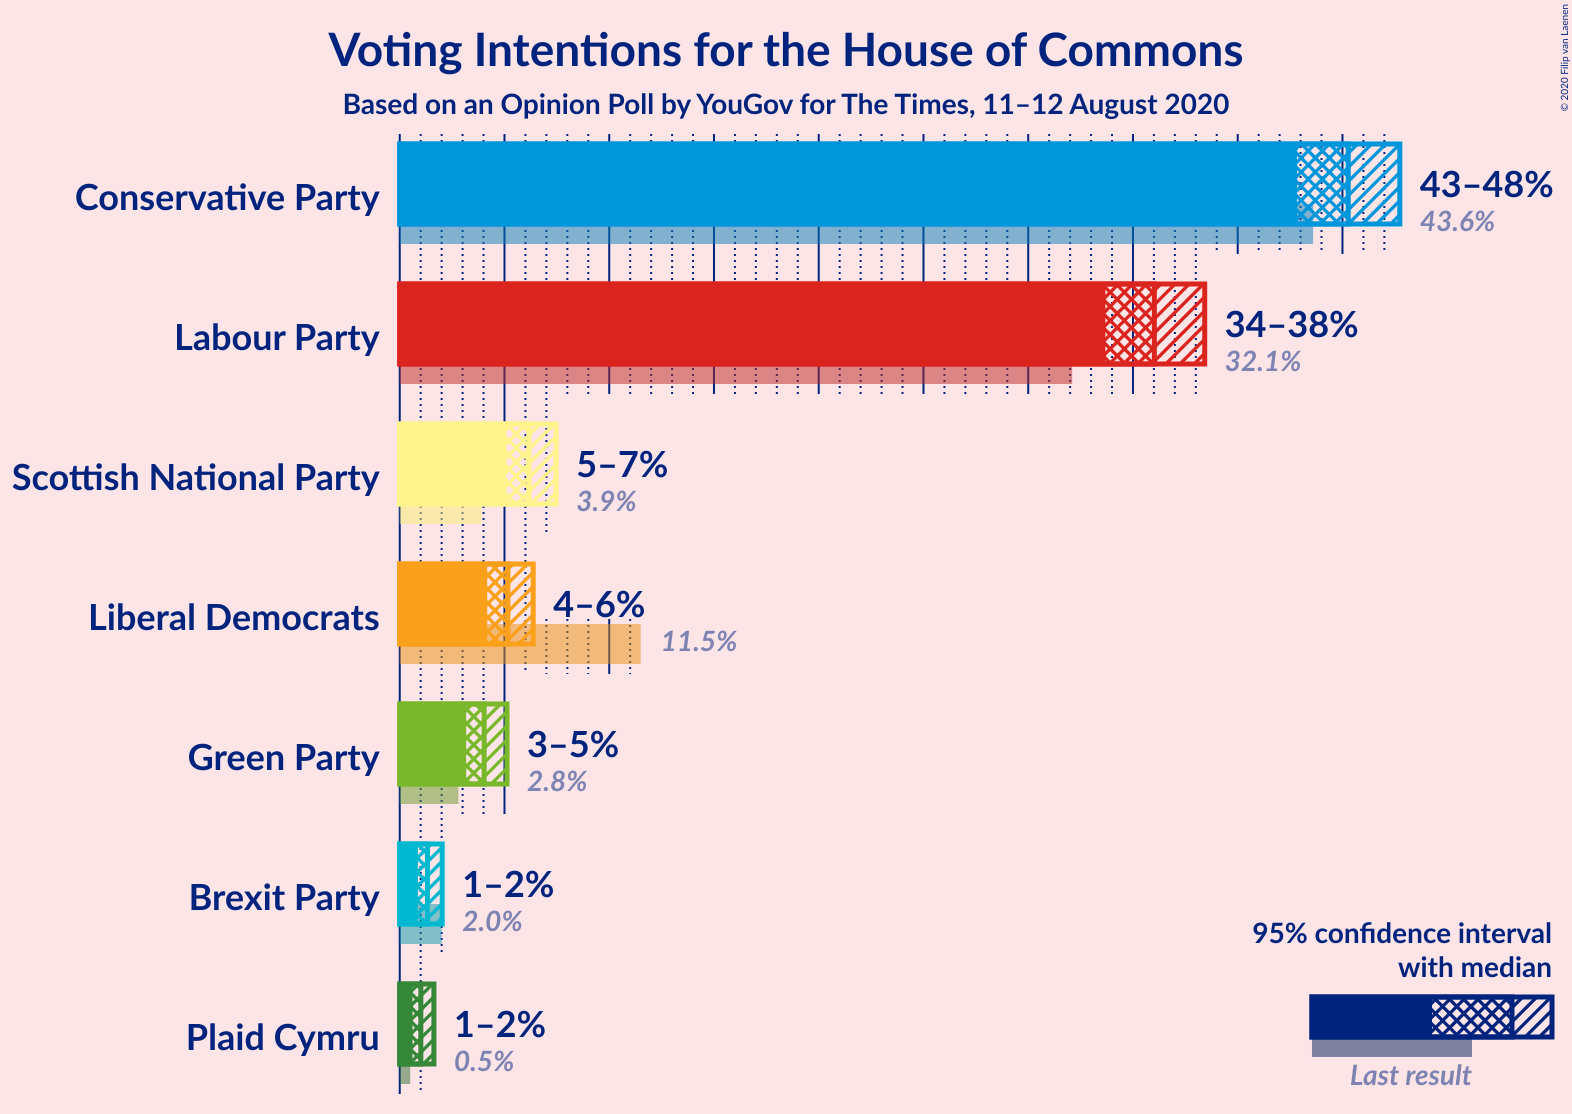 Voting Intentions for the House of Commons
Based on an Opinion Poll by YouGov for The Times, 11–12 August 2020
© 2020 Filip van Laenen
Conservative Party
43–48%
43.6%
Labour Party
34–38%
32.1%
Scottish National Party
5–7%
3.9%
Liberal Democrats
4–6%
11.5%
Green Party
3–5%
2.8%
Brexit Party
1–2%
2.0%
Plaid Cymru
1–2%
0.5%
95% confidence interval
with median
Last result